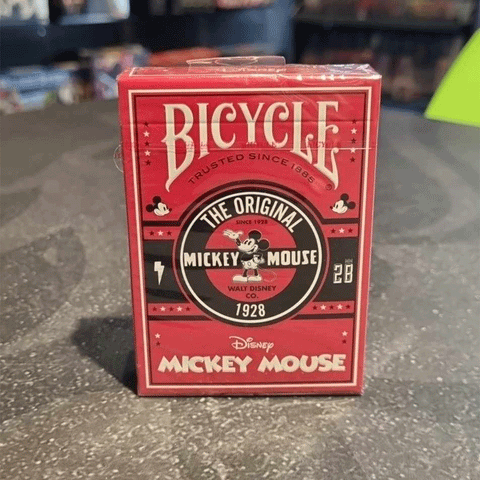 BICYCLE
TRUSTED SINCE 1885
®
THE ORIGINAL
SINCE 1928
MICKEY MOUSE
WALT DISNEY
CO.
1928
28
Disney
MICKEY MOUSE